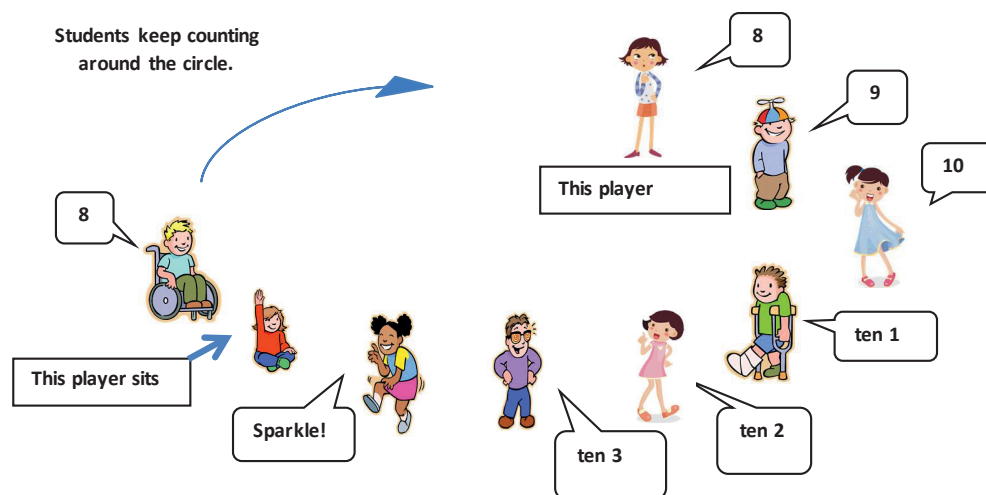 Students keep counting
around the circle.
8
9
10
This player
8
ten 1
This player sits
Sparkle!
ten 3
ten 2